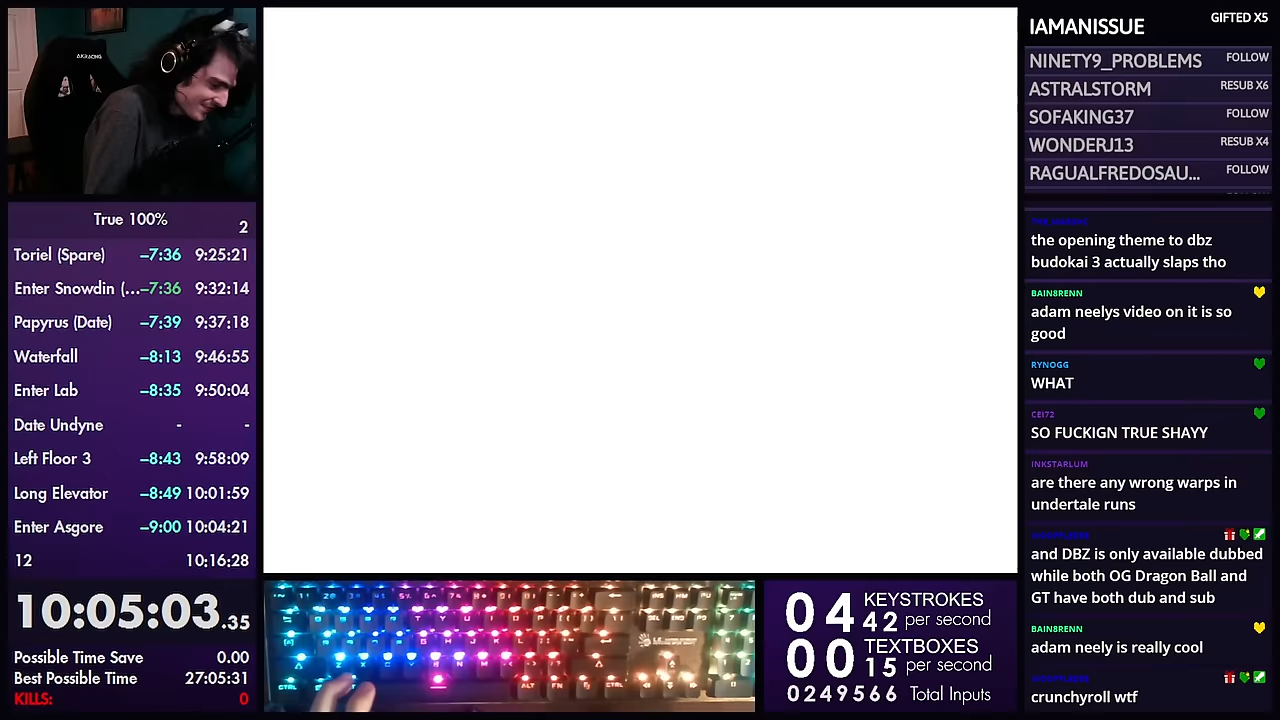 AKRACING
True 100%
2
Toriel (Spare) −7:36 9:25:21
Enter Snowdin (... −7:36 9:32:14
Papyrus (Date) −7:39 9:37:18
Waterfall −8:13 9:46:55
Enter Lab −8:35 9:50:04
Date Undyne - -
Left Floor 3 −8:43 9:58:09
Long Elevator −8:49 10:01:59
Enter Asgore −9:00 10:04:21
12 10:16:28
10:05:03.35
Possible Time Save 0.00
Best Possible Time 27:05:31
KILLS: 0
04 42 KEYSTROKES per second
00 15 TEXTBOXES per second
0249566 Total Inputs
IAMANISSUE GIFTED X5
NINETY9_PROBLEMS FOLLOW
ASTRALSTORM RESUB X6
SOFAKING37 FOLLOW
WONDERJ13 RESUB X4
RAGUALFREDOSAU... FOLLOW
the opening theme to dbz
budokai 3 actually slaps tho
BAIN8RENN
adam neelys video on it is so
good
RYNOGG
WHAT
CEI72
SO FUCKIGN TRUE SHAYY
INKSTARLUM
are there any wrong warps in
undertale runs
and DBZ is only available dubbed
while both OG Dragon Ball and
GT have both dub and sub
BAIN8RENN
adam neely is really cool
crunchyroll wtf